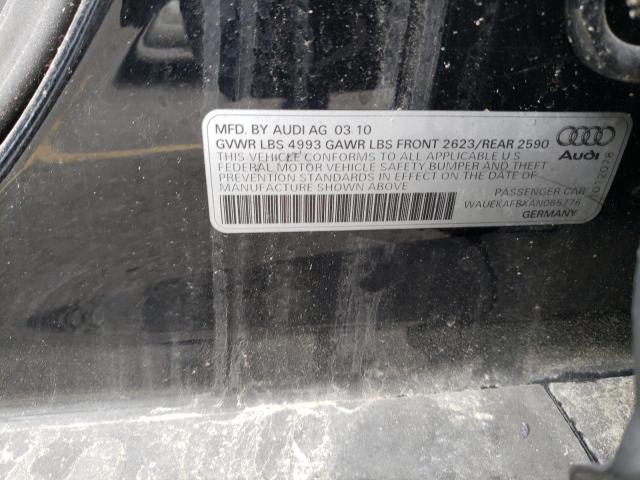 MFD. BY AUDI AG 03 10
GVWR LBS 4993 GAWR LBS FRONT 2623/REAR 2590
THIS VEHICLE CONFORMS TO ALL APPLICABLE U.S
FEDERAL MOTOR VEHICLE SAFETY BUMPER AND THEFT
PREVENTION STANDARDS IN EFFECT ON THE DATE OF
MANUFACTURE SHOWN ABOVE
PASSENGER CAR
WAUEKAFBXAN065776
GERMANY
Audi